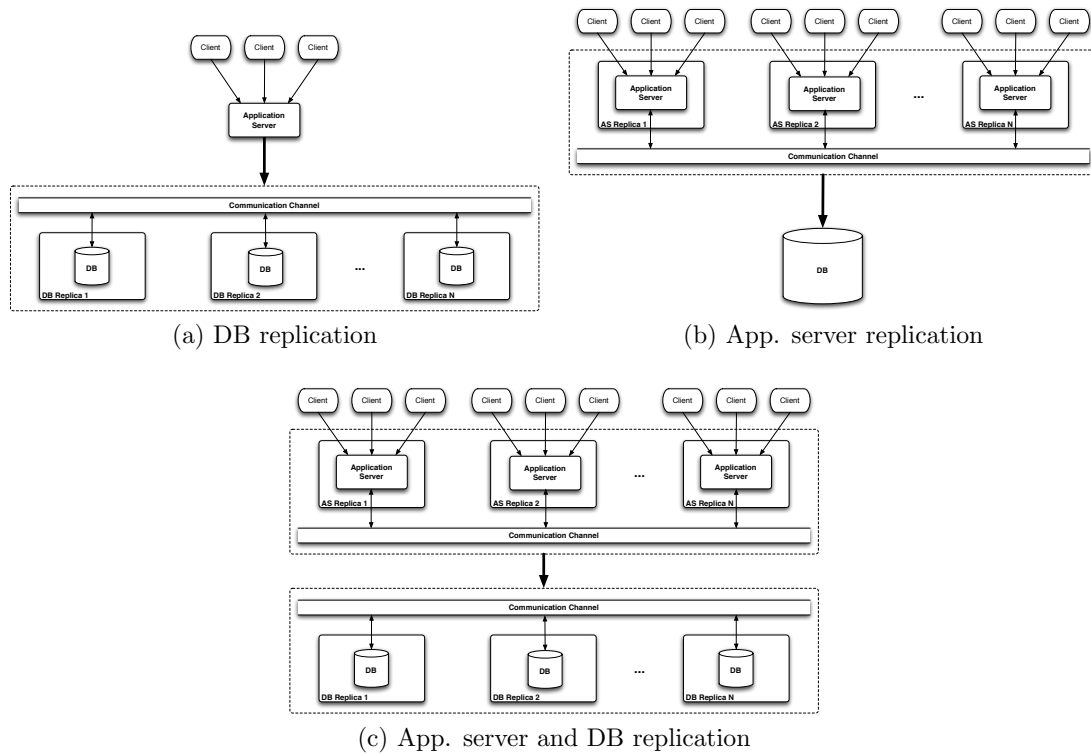 Client Client Client
Application Server
Communication Channel
DB DB DB
...
DB Replica 1 DB Replica 2 DB Replica N
(a) DB replication
Client Client Client Client Client Client Client Client Client
Application Server Application Server Application Server
...
AS Replica 1 AS Replica 2 AS Replica N
Communication Channel
DB
(b) App. server replication
Client Client Client Client Client Client Client Client Client
Application Server Application Server Application Server
...
AS Replica 1 AS Replica 2 AS Replica N
Communication Channel
Communication Channel
DB DB DB
...
DB Replica 1 DB Replica 2 DB Replica N
(c) App. server and DB replication